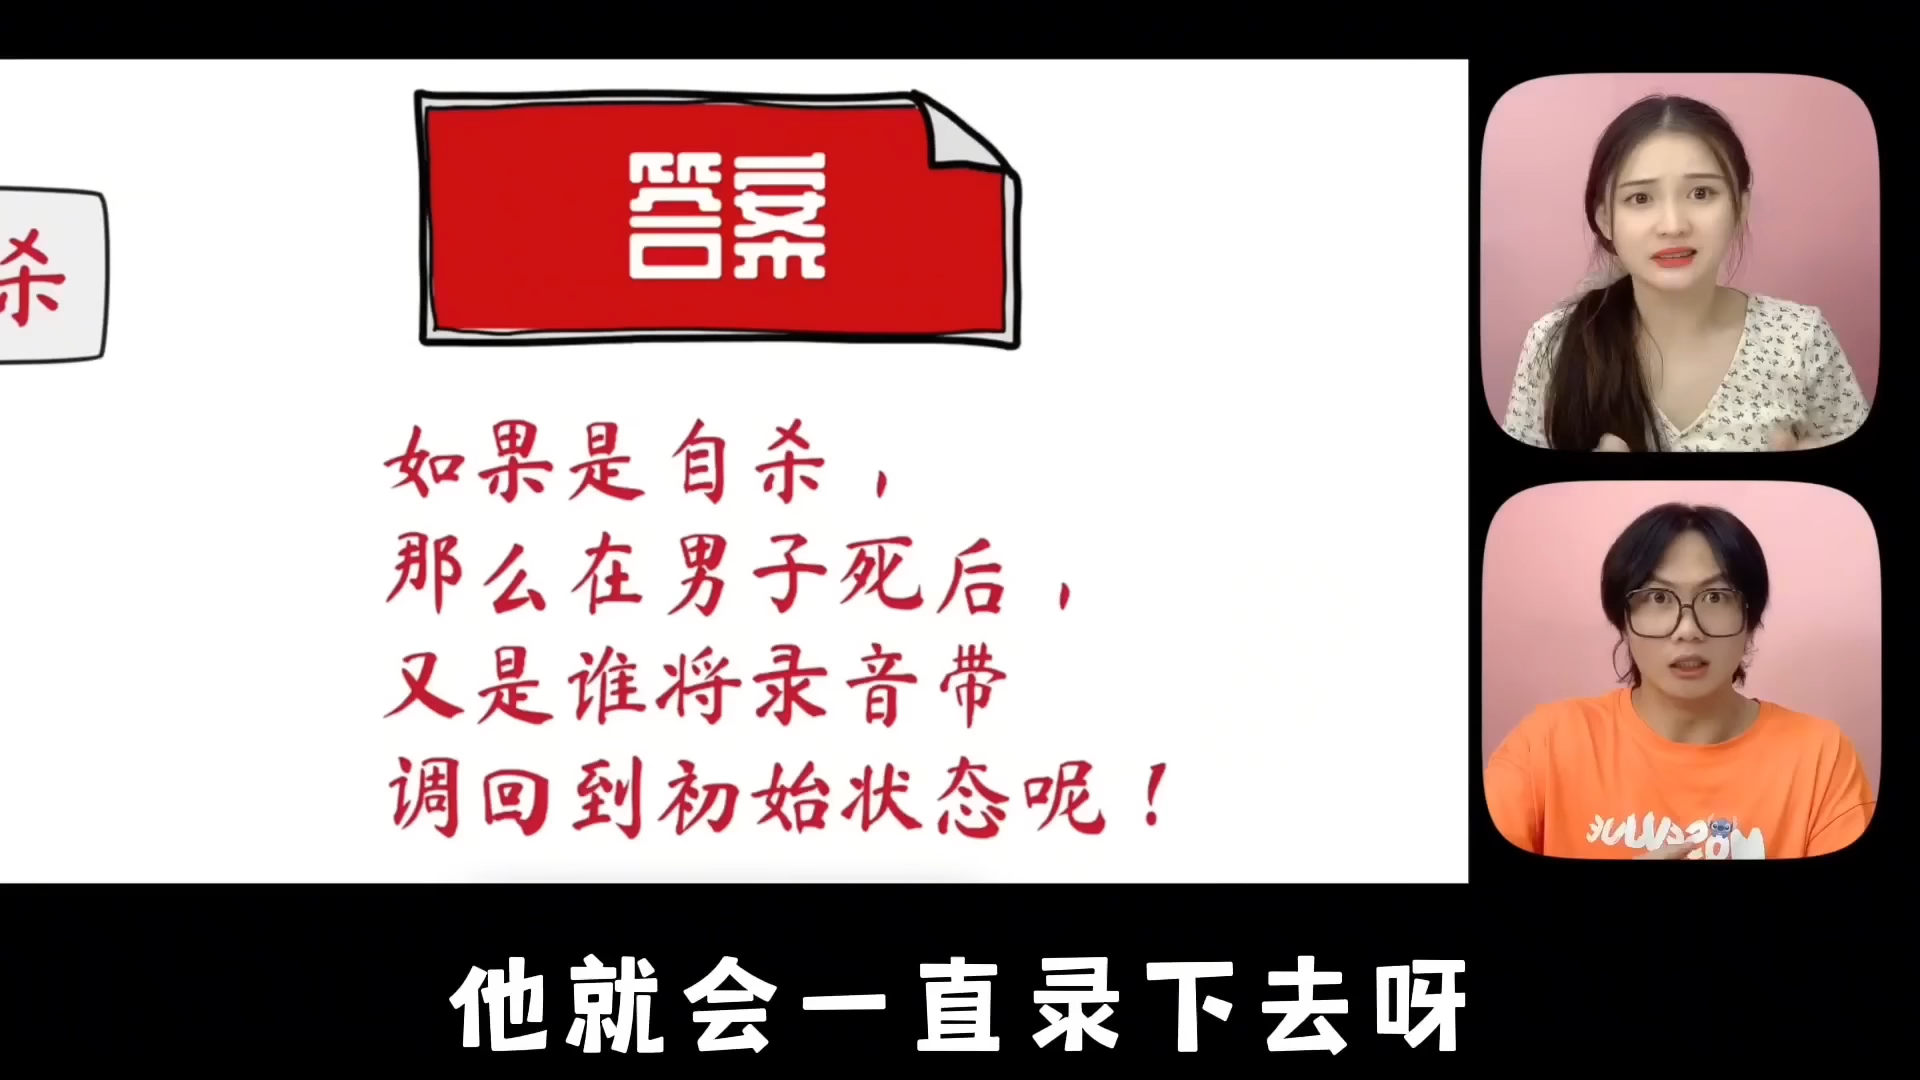 杀
答案
如果是自杀，
那么在男子死后，
又是谁将录音带
调回到初始状态呢！
他就会一直录下去呀